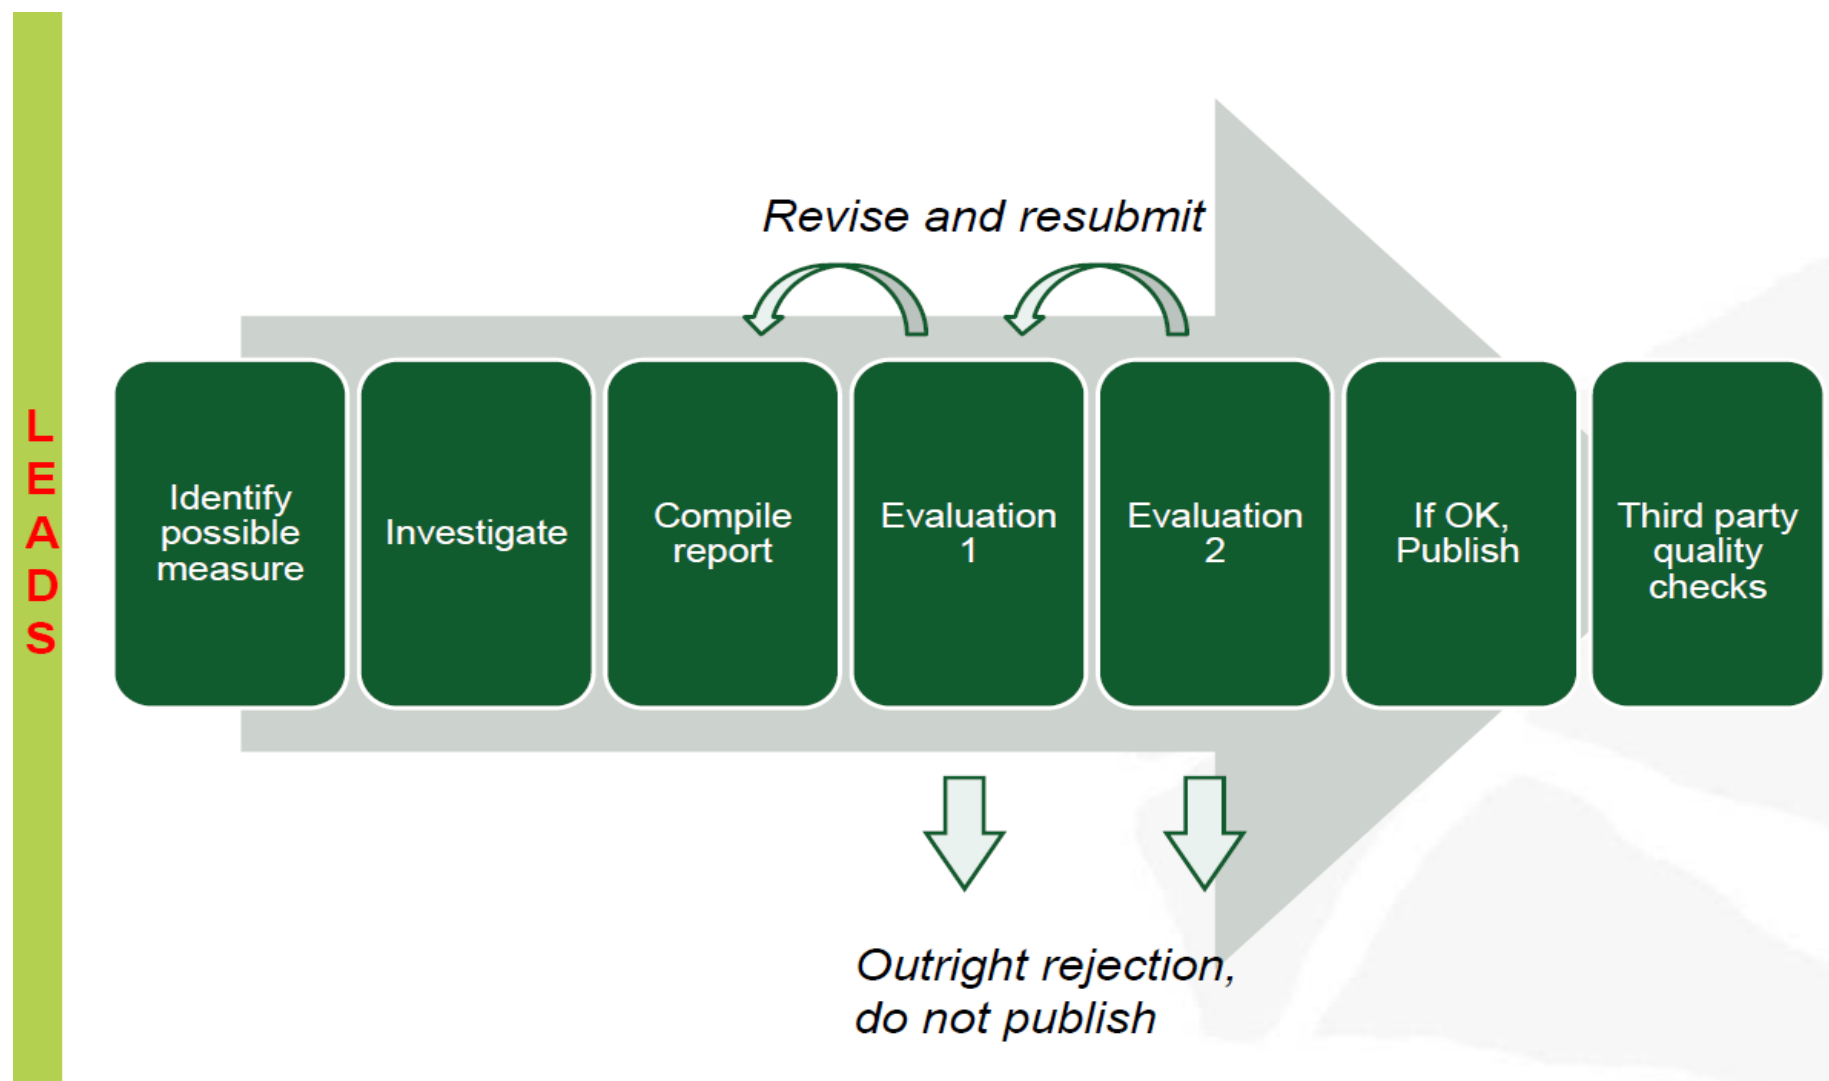 L
E
A
D
S
Revise and resubmit
Identify
possible
measure
Investigate
Compile
report
Evaluation
1
Evaluation
2
If OK,
Publish
Third party
quality
checks
Outright rejection,
do not publish